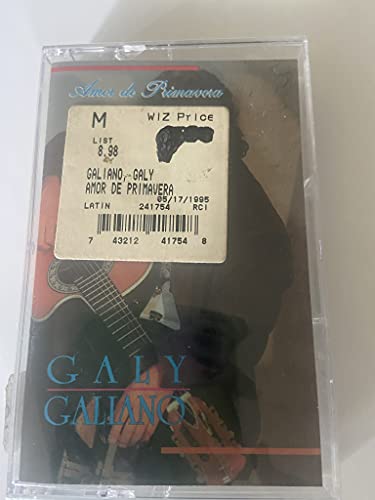 Amor de Primavera
M WIZ Price
LIST
8.98
GALIANO, GALY
AMOR DE PRIMAVERA
05/17/1995
LATIN 241754 RCI
7 43212 41754 8
GALY
GALIANO